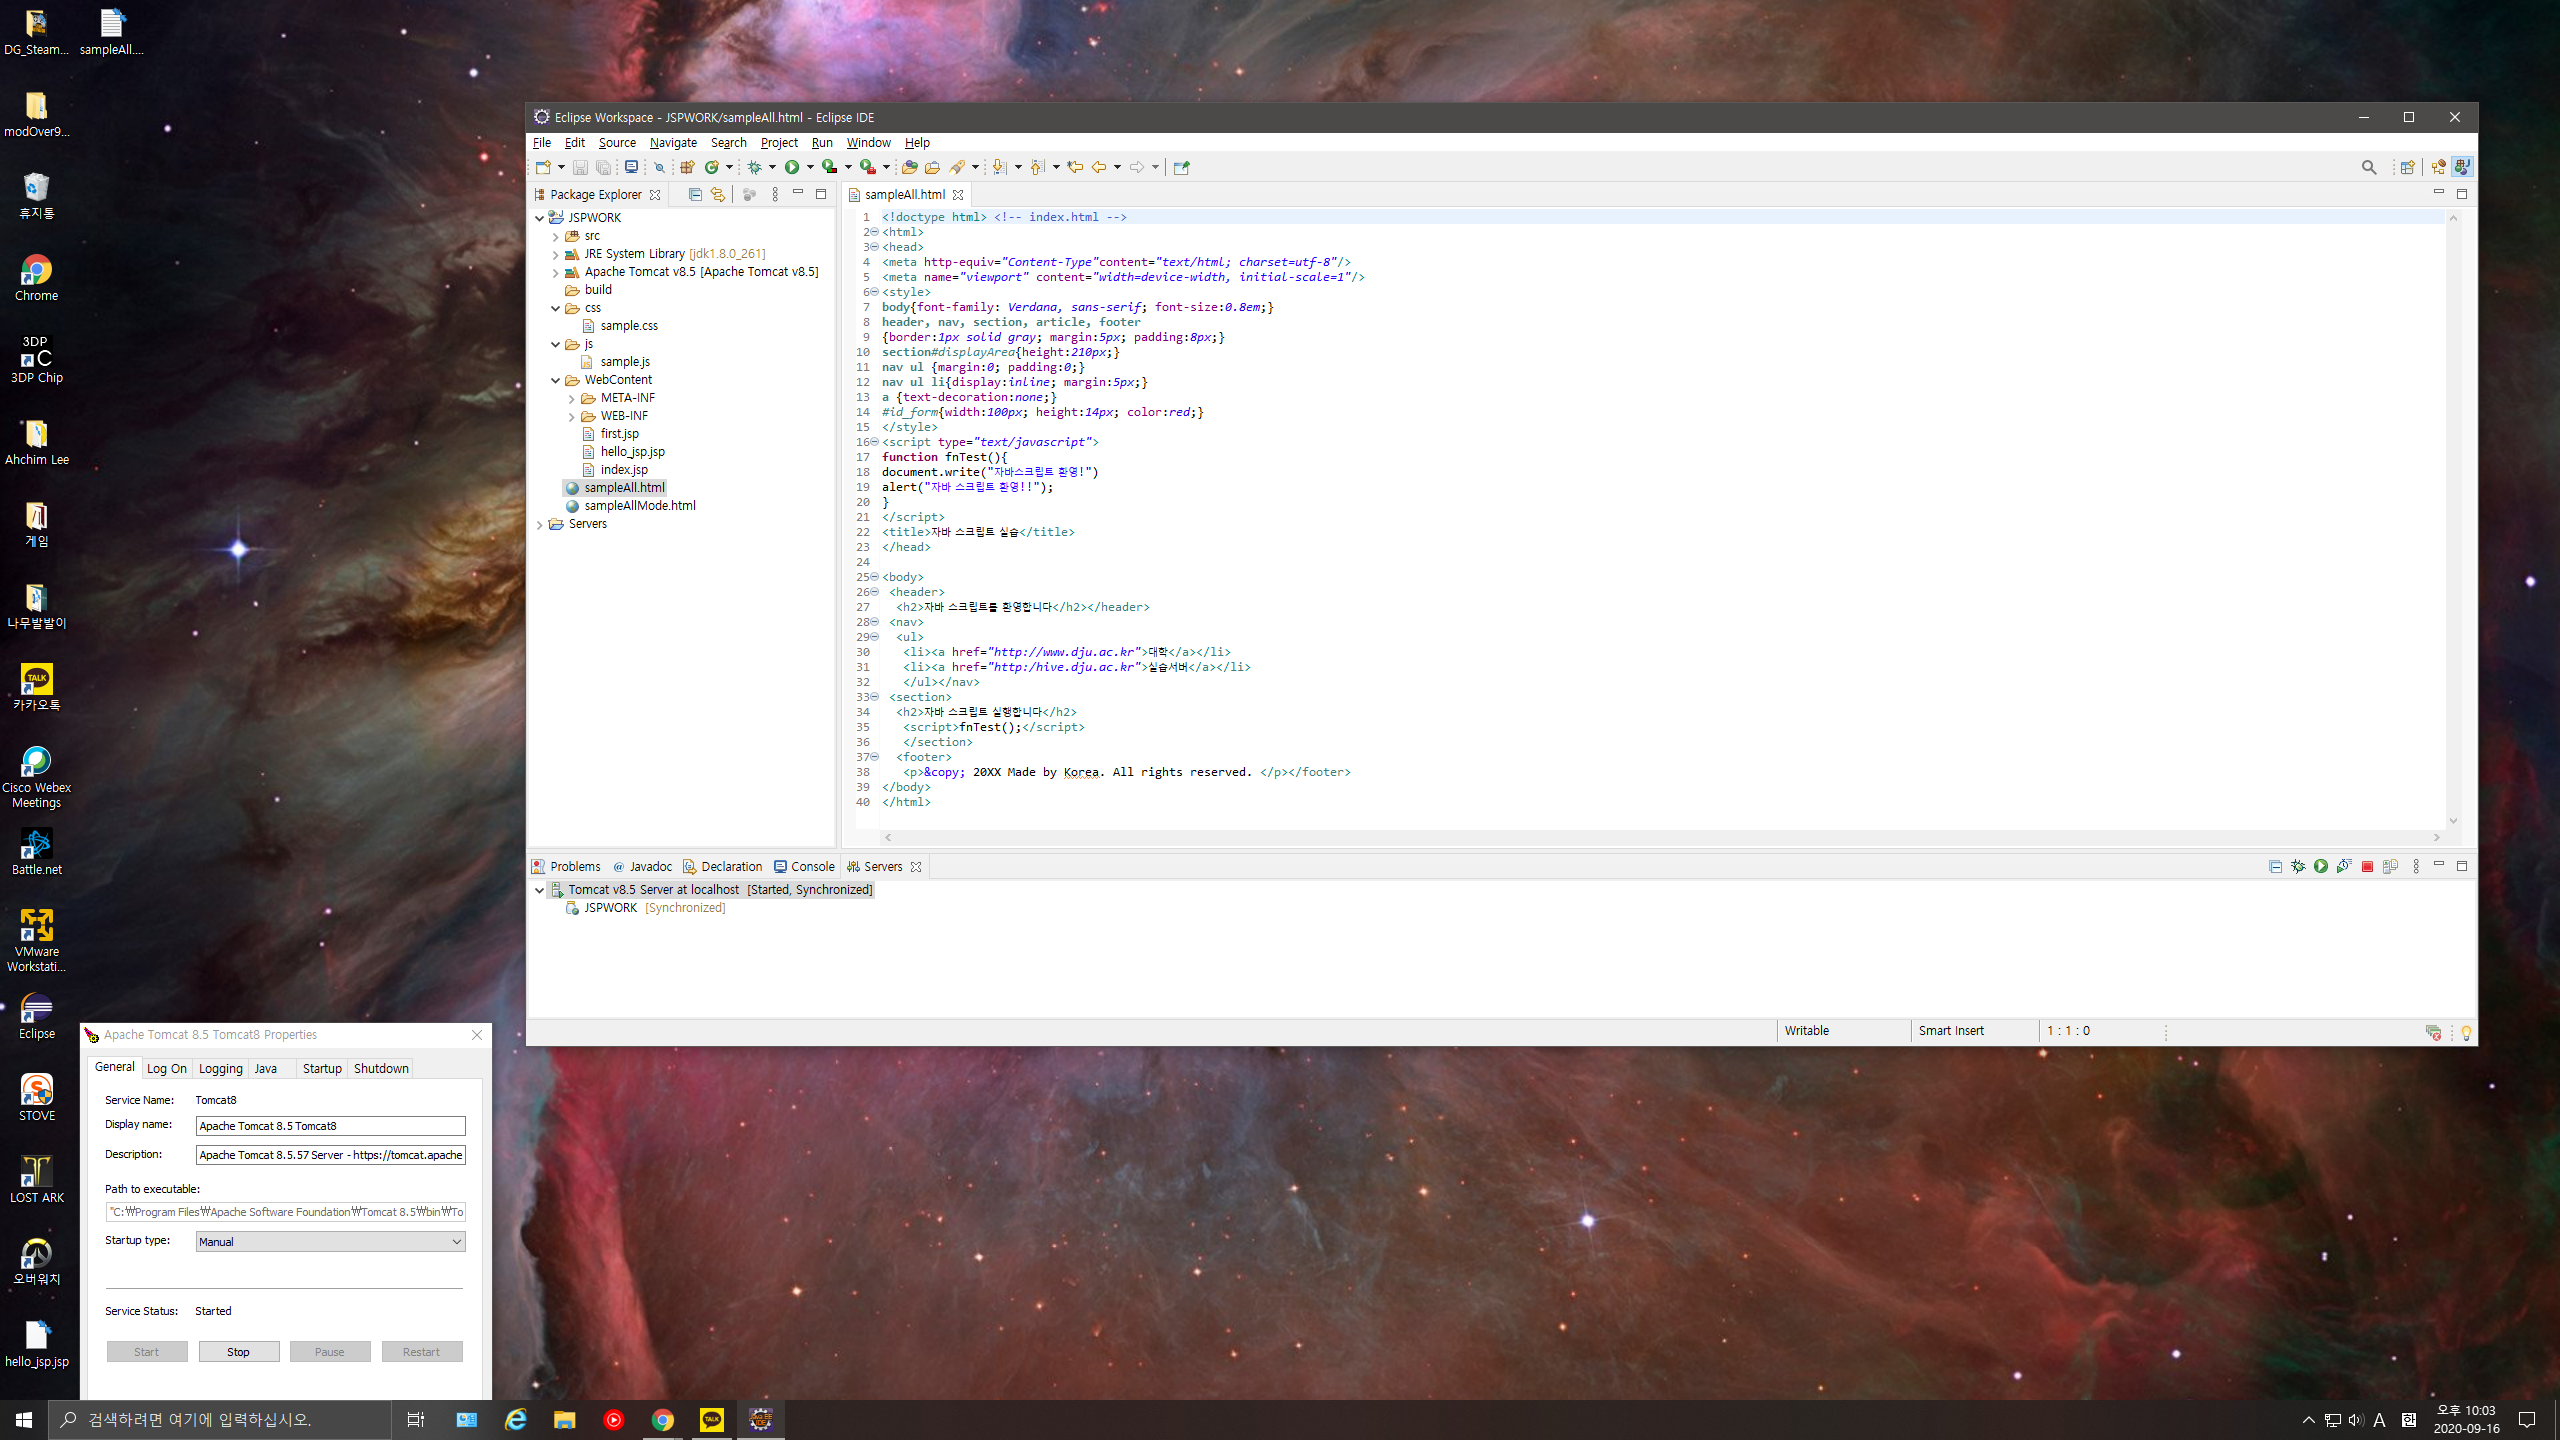 DG_Steam...
sampleAll....
modOver9...
휴지통
Chrome
3DP
C
3DP Chip
Ahchim Lee
게임
나무발발이
TALK
카카오톡
Cisco Webex
Meetings
Battle.net
VMware
Workstati...
Eclipse
STOVE
LOST ARK
오버워치
hello_jsp.jsp
Eclipse Workspace - JSPWORK/sampleAll.html - Eclipse IDE
File Edit Source Navigate Search Project Run Window Help
Package Explorer
JSPWORK
src
JRE System Library [jdk1.8.0_261]
Apache Tomcat v8.5 [Apache Tomcat v8.5]
build
css
sample.css
js
sample.js
WebContent
META-INF
WEB-INF
first.jsp
hello_jsp.jsp
index.jsp
sampleAll.html
sampleAllMode.html
Servers
sampleAll.html
1 <!doctype html> <!-- index.html -->
2 <html>
3 <head>
4 <meta http-equiv="Content-Type"content="text/html; charset=utf-8"/>
5 <meta name="viewport" content="width=device-width, initial-scale=1"/>
6 <style>
7 body{font-family: Verdana, sans-serif; font-size:0.8em;}
8 header, nav, section, article, footer
9 {border:1px solid gray; margin:5px; padding:8px;}
10 section#displayArea{height:210px;}
11 nav ul {margin:0; padding:0;}
12 nav ul li{display:inline; margin:5px;}
13 a {text-decoration:none;}
14 #id_form{width:100px; height:14px; color:red;}
15 </style>
16 <script type="text/javascript">
17 function fnTest(){
18 document.write("자바스크립트 환영!")
19 alert("자바 스크립트 환영!!");
20 }
21 </script>
22 <title>자바 스크립트 실습</title>
23 </head>
24
25 <body>
26 <header>
27 <h2>자바 스크립트를 환영합니다</h2></header>
28 <nav>
29 <ul>
30 <li><a href="http://www.dju.ac.kr">대학</a></li>
31 <li><a href="http:/hive.dju.ac.kr">실습서버</a></li>
32 </ul></nav>
33 <section>
34 <h2>자바 스크립트 실행합니다</h2>
35 <script>fnTest();</script>
36 </section>
37 <footer>
38 <p>&copy; 20XX Made by Korea. All rights reserved. </p></footer>
39 </body>
40 </html>
Problems @ Javadoc Declaration Console Servers
Tomcat v8.5 Server at localhost [Started, Synchronized]
JSPWORK [Synchronized]
Writable Smart Insert 1 : 1 : 0
Apache Tomcat 8.5 Tomcat8 Properties
General Log On Logging Java Startup Shutdown
Service Name: Tomcat8
Display name: Apache Tomcat 8.5 Tomcat8
Description: Apache Tomcat 8.5.57 Server - https://tomcat.apache
Path to executable:
"C:₩Program Files₩Apache Software Foundation₩Tomcat 8.5₩bin₩To
Startup type: Manual
Service Status: Started
Start Stop Pause Restart
검색하려면 여기에 입력하십시오.
TALK
A
한
오후 10:03
2020-09-16